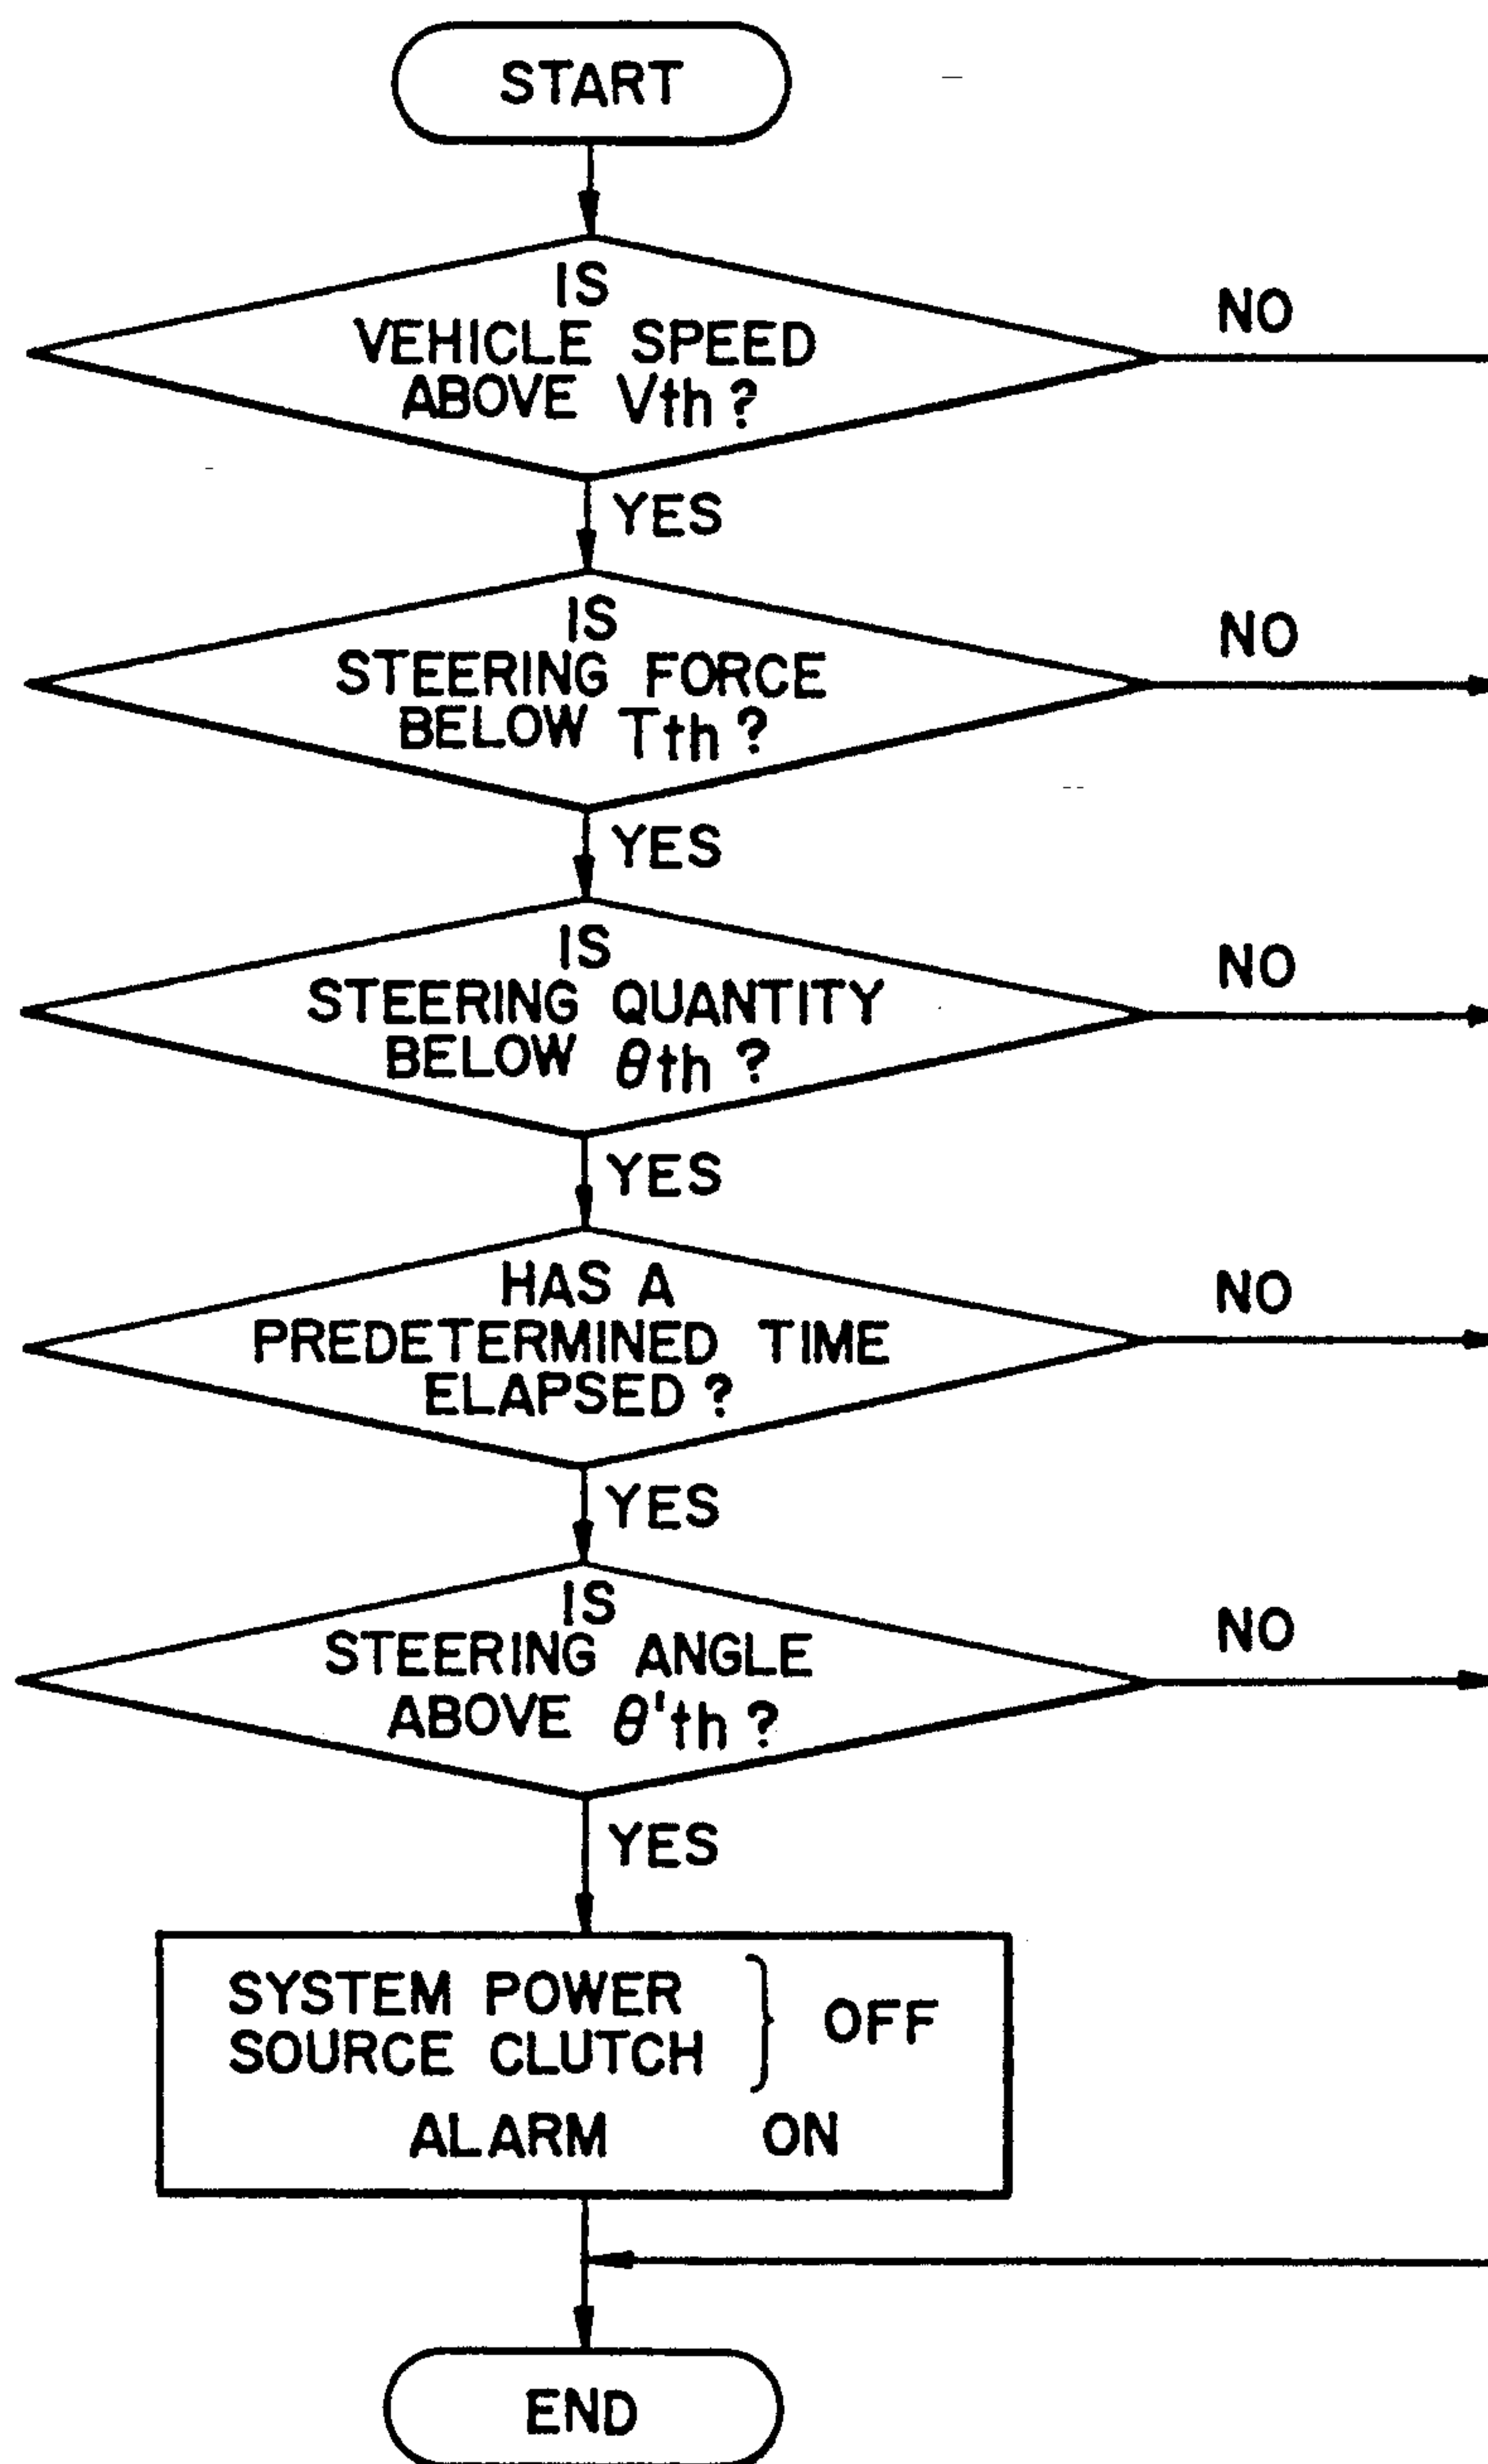 START
IS
VEHICLE SPEED
ABOVE Vth ?
NO
YES
IS
STEERING FORCE
BELOW Tth ?
NO
YES
IS
STEERING QUANTITY
BELOW θth ?
NO
YES
HAS A
PREDETERMINED TIME
ELAPSED ?
NO
YES
IS
STEERING ANGLE
ABOVE θ'th ?
NO
YES
SYSTEM POWER
SOURCE CLUTCH } OFF
ALARM ON
END